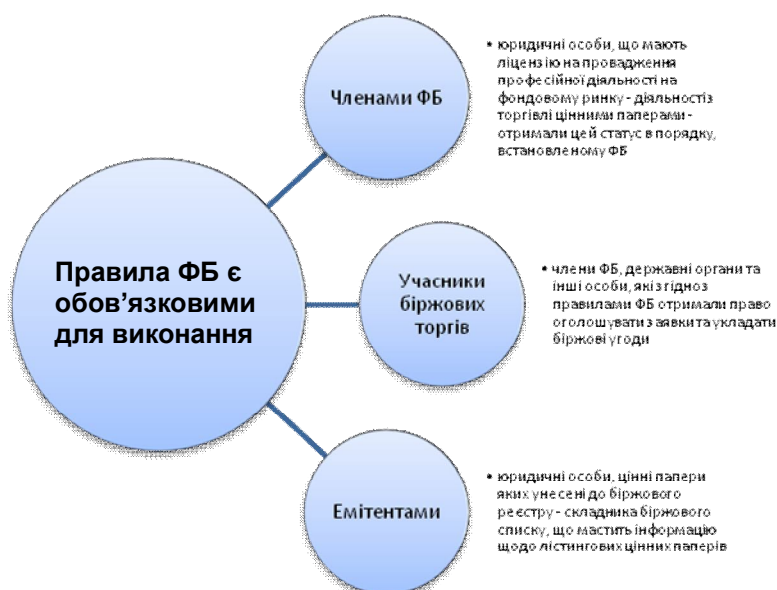 Правила ФБ є
обов’язковими
для виконання
Членами ФБ
• юридичні особи, що мають
ліцензію на провадження
професійної діяльності на
фондовому ринку - діяльності з
торгівлі цінними паперами -
отримали цей статус в порядку,
встановленому ФБ
Учасники
біржових
торгів
• члени ФБ, державні органи та
інші особи, які згідно з
правилами ФБ отримали право
оголошувати заявки та укладати
біржові угоди
Емітентами
• юридичні особи, цінні папери
яких унесені до біржового
реєстру - складника біржового
списку, що мастить інформацію
щодо лістингових цінних паперів